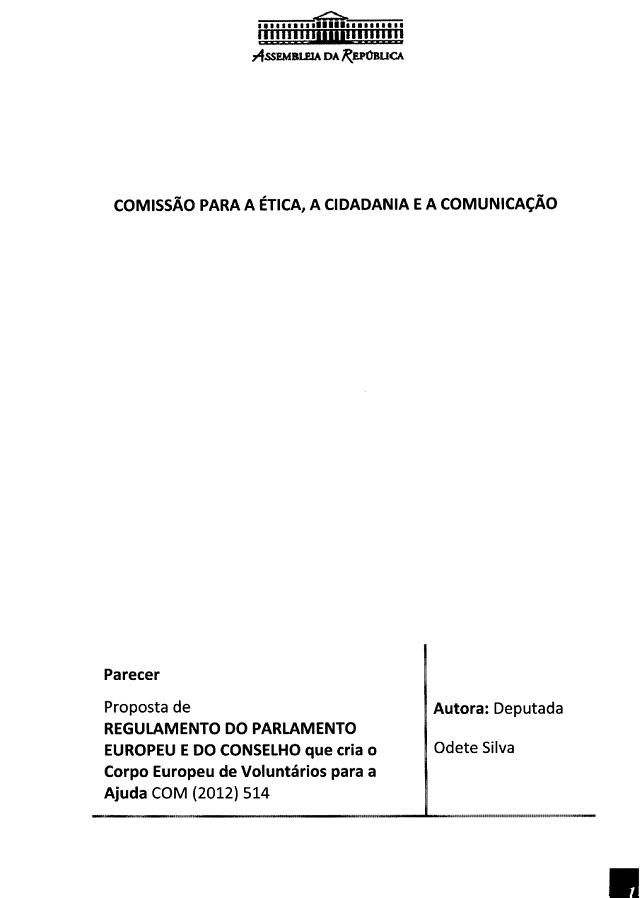 ASSEMBLEIA DA REPÚBLICA
COMISSÃO PARA A ÉTICA, A CIDADANIA E A COMUNICAÇÃO
Parecer
Proposta de
REGULAMENTO DO PARLAMENTO
EUROPEU E DO CONSELHO que cria o
Corpo Europeu de Voluntários para a
Ajuda COM (2012) 514
Autora: Deputada
Odete Silva
1